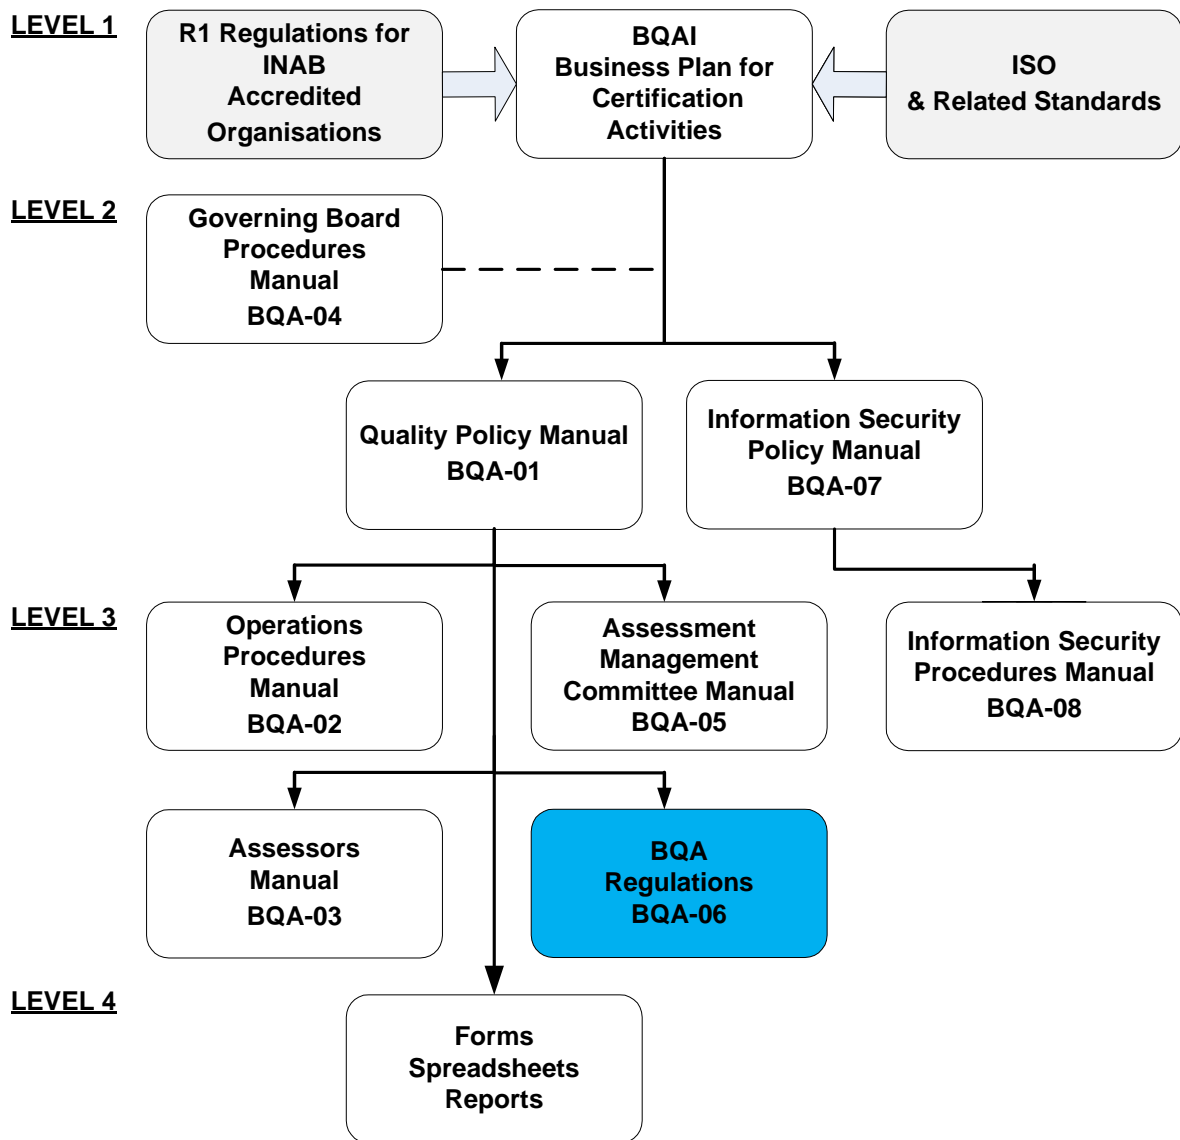 LEVEL 1
R1 Regulations for
INAB
Accredited
Organisations
BQAI
Business Plan for
Certification
Activities
ISO
& Related Standards
LEVEL 2
Governing Board
Procedures
Manual
BQA-04
Quality Policy Manual
BQA-01
Information Security
Policy Manual
BQA-07
LEVEL 3
Operations
Procedures
Manual
BQA-02
Assessment
Management
Committee Manual
BQA-05
Information Security
Procedures Manual
BQA-08
Assessors
Manual
BQA-03
BQA
Regulations
BQA-06
LEVEL 4
Forms
Spreadsheets
Reports